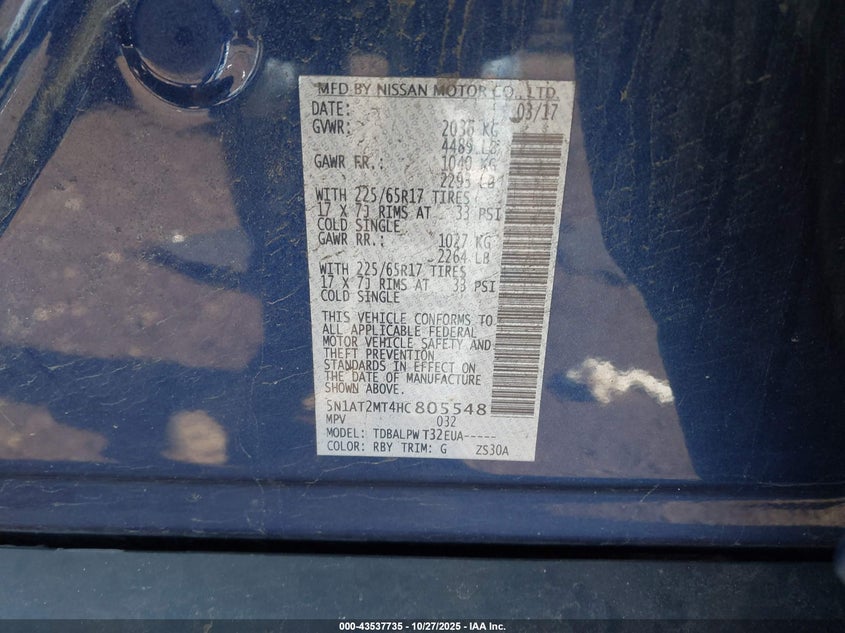 MFD BY NISSAN MOTOR CO., LTD.
DATE: 03/17
GVWR: 2036 KG
4489 LB
GAWR FR.: 1040 KG
2293 LB
WITH 225/65R17 TIRES
17 X 7J RIMS AT 33 PSI
COLD SINGLE
GAWR RR.: 1027 KG
2264 LB
WITH 225/65R17 TIRES
17 X 7J RIMS AT 33 PSI
COLD SINGLE
THIS VEHICLE CONFORMS TO
ALL APPLICABLE FEDERAL
MOTOR VEHICLE SAFETY AND
THEFT PREVENTION
STANDARDS IN EFFECT ON
THE DATE OF MANUFACTURE
SHOWN ABOVE.
5N1AT2MT4HC805548
MPV 032
MODEL: TDBALPW T32EUA-----
COLOR: RBY TRIM: G ZS30A
000-43537735 - 10/27/2025 - IAA Inc.